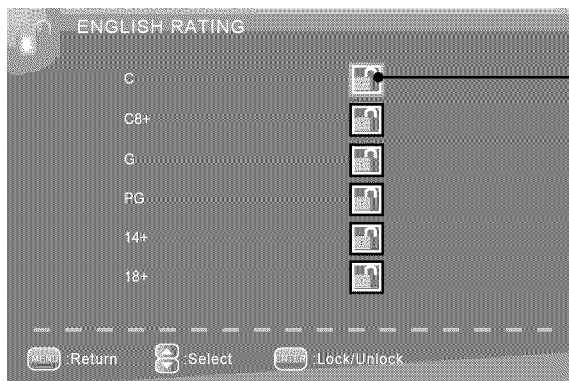 ENGLISH RATING
C
C8+
G
PG
14+
18+
MENU :Return :Select ENTER :Lock/Unlock